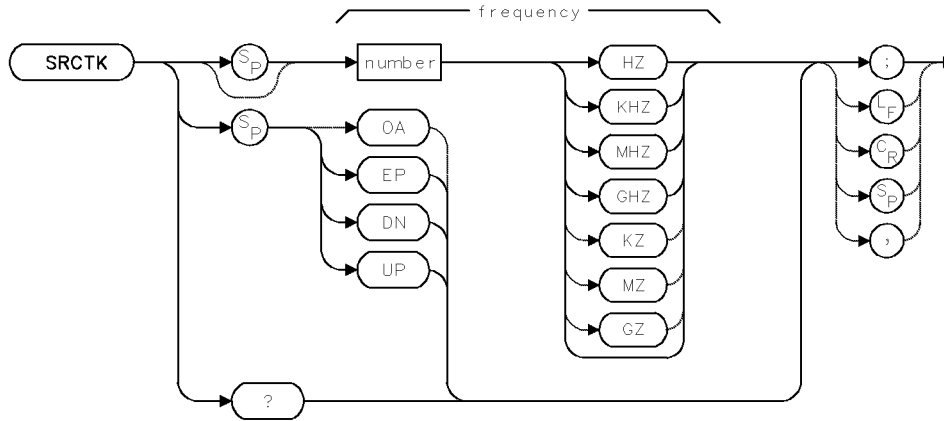 frequency
SRCTK
SP
number
HZ
;
KHZ
LF
SP
OA
MHZ
CR
EP
GHZ
SP
DN
KZ
,
UP
MZ
GZ
?